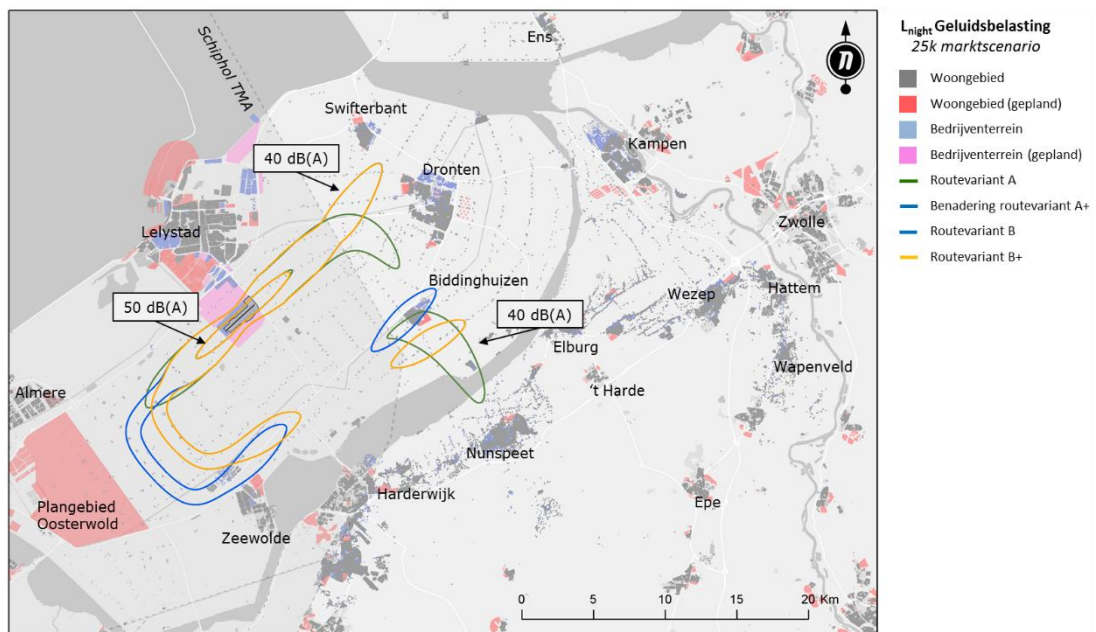 Ens
Schiphol TMA
Swifterbant
40 dB(A)
Dronten
Kampen
Lelystad
Zwolle
Biddinghuizen
50 dB(A)
40 dB(A)
Wezep
Hattem
Elburg
Almere
't Harde
Wapenveld
Nunspeet
Plangebied
Oosterwold
Harderwijk
Epe
Zeewolde
0 5 10 15 20 Km
n
Lnight Geluidsbelasting
25k marktscenario
Woongebied
Woongebied (gepland)
Bedrijventerrein
Bedrijventerrein (gepland)
Routevariant A
Benadering routevariant A+
Routevariant B
Routevariant B+